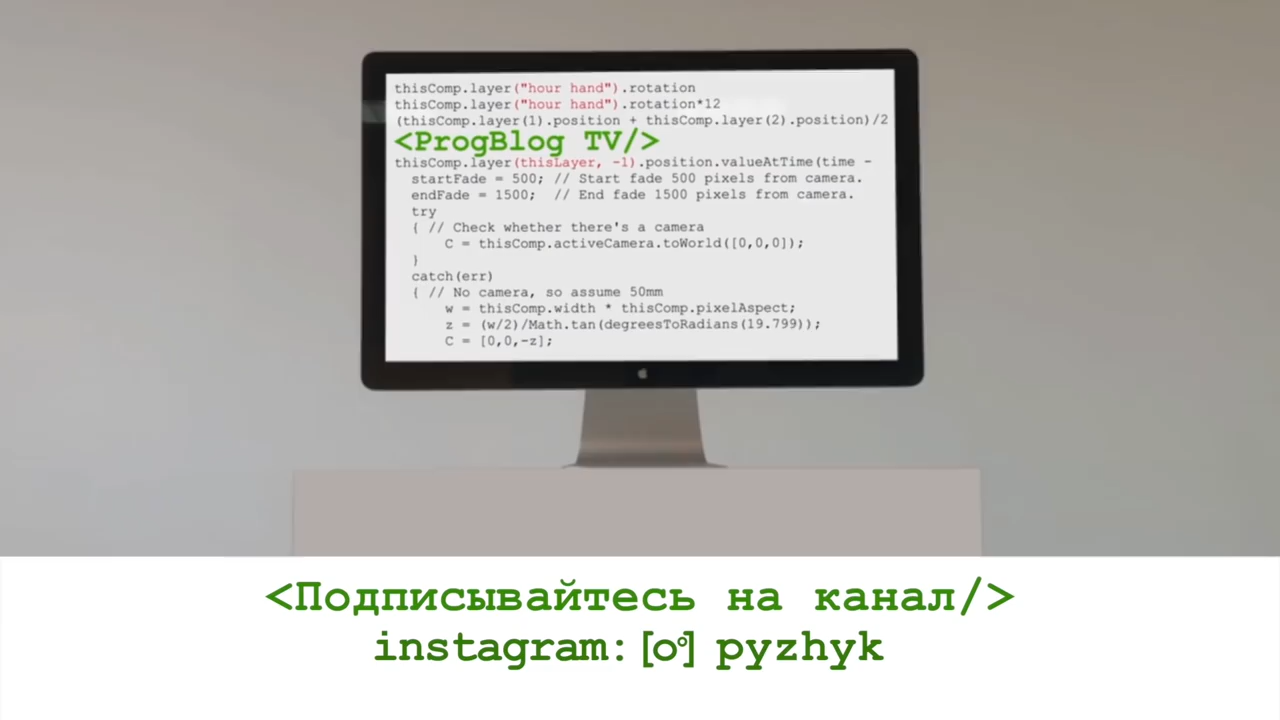 thisComp.layer("hour hand").rotation
thisComp.layer("hour hand").rotation*12
(thisComp.layer(1).position + thisComp.layer(2).position)/2
<ProgBlog TV/>
thisComp.layer(thisLayer, -1).position.valueAtTime(time -
startFade = 500; // Start fade 500 pixels from camera.
endFade = 1500; // End fade 1500 pixels from camera.
try
{ // Check whether there's a camera
C = thisComp.activeCamera.toWorld([0,0,0]);
}
catch(err)
{ // No camera, so assume 50mm
w = thisComp.width * thisComp.pixelAspect;
z = (w/2)/Math.tan(degreesToRadians(19.799));
C = [0,0,-z];
<Подписывайтесь на канал/>
instagram:[o°] pyzhyk